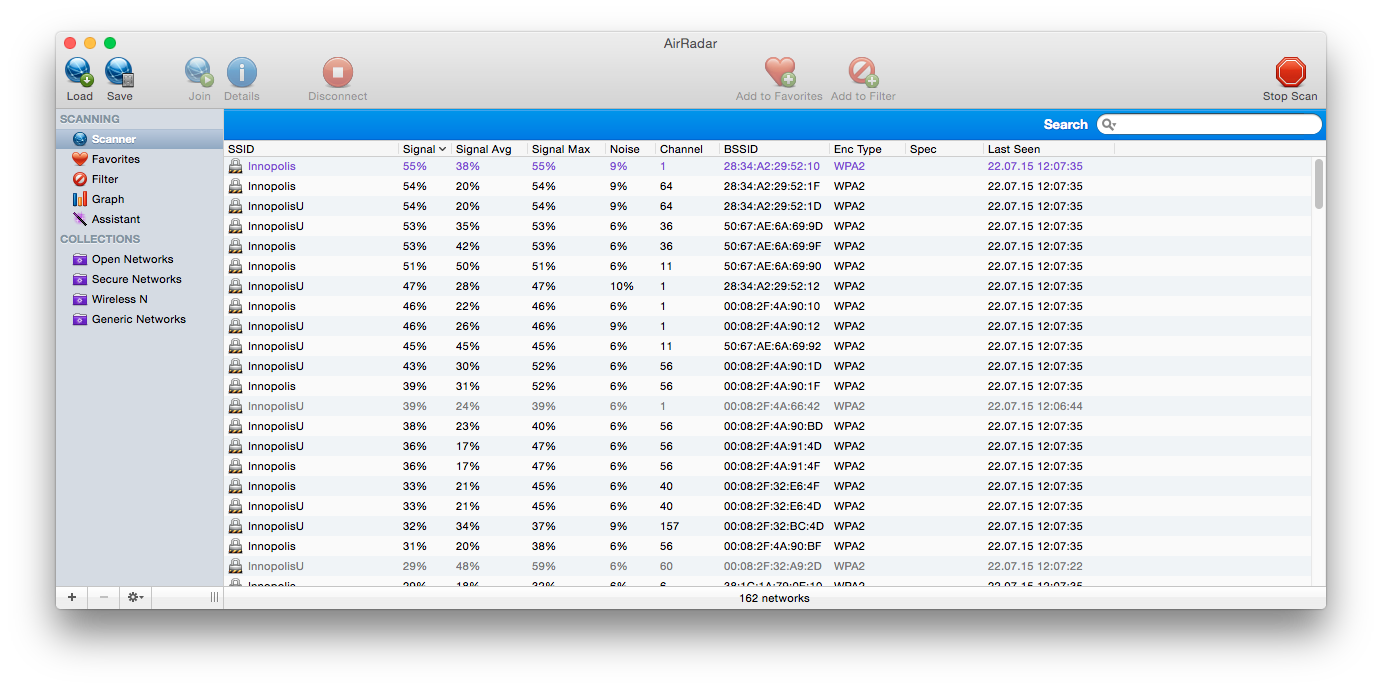 AirRadar
Load Save Join Details Disconnect Add to Favorites Add to Filter Stop Scan
SCANNING
Scanner
Favorites
Filter
Graph
Assistant
COLLECTIONS
Open Networks
Secure Networks
Wireless N
Generic Networks
Search
SSID Signal Signal Avg Signal Max Noise Channel BSSID Enc Type Spec Last Seen
Innopolis 55% 38% 55% 9% 1 28:34:A2:29:52:10 WPA2 22.07.15 12:07:35
Innopolis 54% 20% 54% 9% 64 28:34:A2:29:52:1F WPA2 22.07.15 12:07:35
InnopolisU 54% 20% 54% 9% 64 28:34:A2:29:52:1D WPA2 22.07.15 12:07:35
InnopolisU 53% 35% 53% 6% 36 50:67:AE:6A:69:9D WPA2 22.07.15 12:07:35
Innopolis 53% 42% 53% 6% 36 50:67:AE:6A:69:9F WPA2 22.07.15 12:07:35
Innopolis 51% 50% 51% 6% 11 50:67:AE:6A:69:90 WPA2 22.07.15 12:07:35
InnopolisU 47% 28% 47% 10% 1 28:34:A2:29:52:12 WPA2 22.07.15 12:07:35
Innopolis 46% 22% 46% 6% 1 00:08:2F:4A:90:10 WPA2 22.07.15 12:07:35
InnopolisU 46% 26% 46% 9% 1 00:08:2F:4A:90:12 WPA2 22.07.15 12:07:35
InnopolisU 45% 45% 45% 6% 11 50:67:AE:6A:69:92 WPA2 22.07.15 12:07:35
InnopolisU 43% 30% 52% 6% 56 00:08:2F:4A:90:1D WPA2 22.07.15 12:07:35
Innopolis 39% 31% 52% 6% 56 00:08:2F:4A:90:1F WPA2 22.07.15 12:07:35
InnopolisU 39% 24% 39% 6% 1 00:08:2F:4A:66:42 WPA2 22.07.15 12:06:44
InnopolisU 38% 23% 40% 6% 56 00:08:2F:4A:90:BD WPA2 22.07.15 12:07:35
InnopolisU 36% 17% 47% 6% 56 00:08:2F:4A:91:4D WPA2 22.07.15 12:07:35
Innopolis 36% 17% 47% 6% 56 00:08:2F:4A:91:4F WPA2 22.07.15 12:07:35
Innopolis 33% 21% 45% 6% 40 00:08:2F:32:E6:4F WPA2 22.07.15 12:07:35
InnopolisU 33% 21% 45% 6% 40 00:08:2F:32:E6:4D WPA2 22.07.15 12:07:35
InnopolisU 32% 34% 37% 9% 157 00:08:2F:32:BC:4D WPA2 22.07.15 12:07:35
Innopolis 31% 20% 38% 6% 56 00:08:2F:4A:90:BF WPA2 22.07.15 12:07:35
InnopolisU 29% 48% 59% 6% 60 00:08:2F:32:A9:2D WPA2 22.07.15 12:07:22
Innopolis WPA2 22.07.15 12:07:35
162 networks